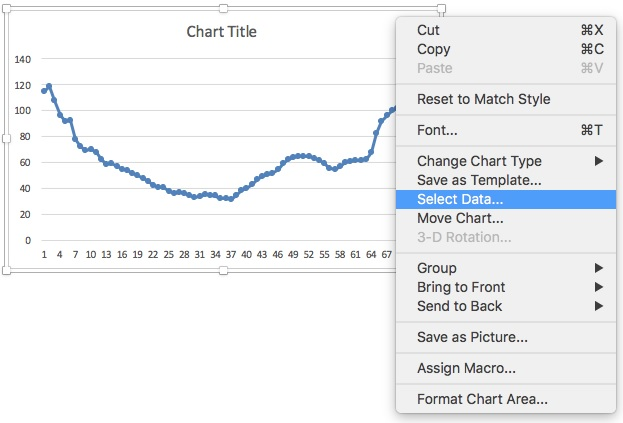 Chart Title
140
120
100
80
60
40
20
0
1 4 7 10 13 16 19 22 25 28 31 34 37 40 43 46 49 52 55 58 61 64 67
Cut ⌘X
Copy ⌘C
Paste ⌘V
Reset to Match Style
Font... ⌘T
Change Chart Type
Save as Template...
Select Data...
Move Chart...
3-D Rotation...
Group
Bring to Front
Send to Back
Save as Picture...
Assign Macro...
Format Chart Area...